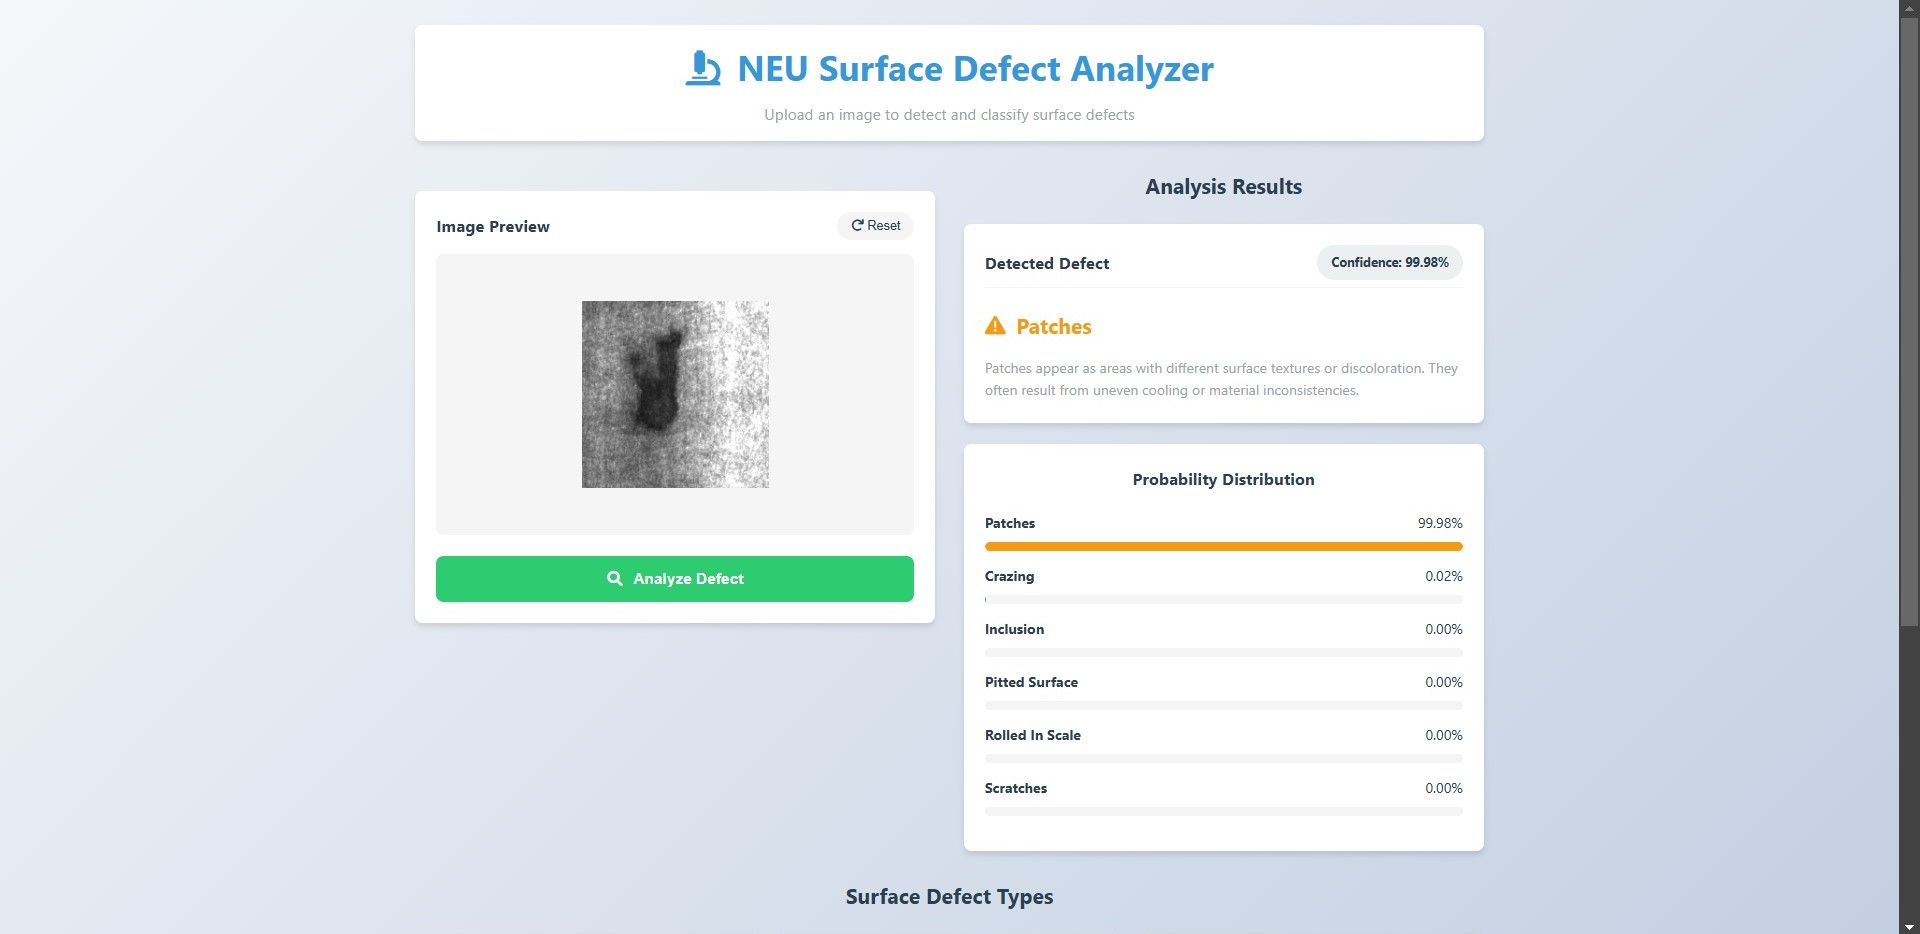 NEU Surface Defect Analyzer
Upload an image to detect and classify surface defects
Image Preview
Reset
Analyze Defect
Analysis Results
Detected Defect
Confidence: 99.98%
Patches
Patches appear as areas with different surface textures or discoloration. They
often result from uneven cooling or material inconsistencies.
Probability Distribution
Patches 99.98%
Crazing 0.02%
Inclusion 0.00%
Pitted Surface 0.00%
Rolled In Scale 0.00%
Scratches 0.00%
Surface Defect Types